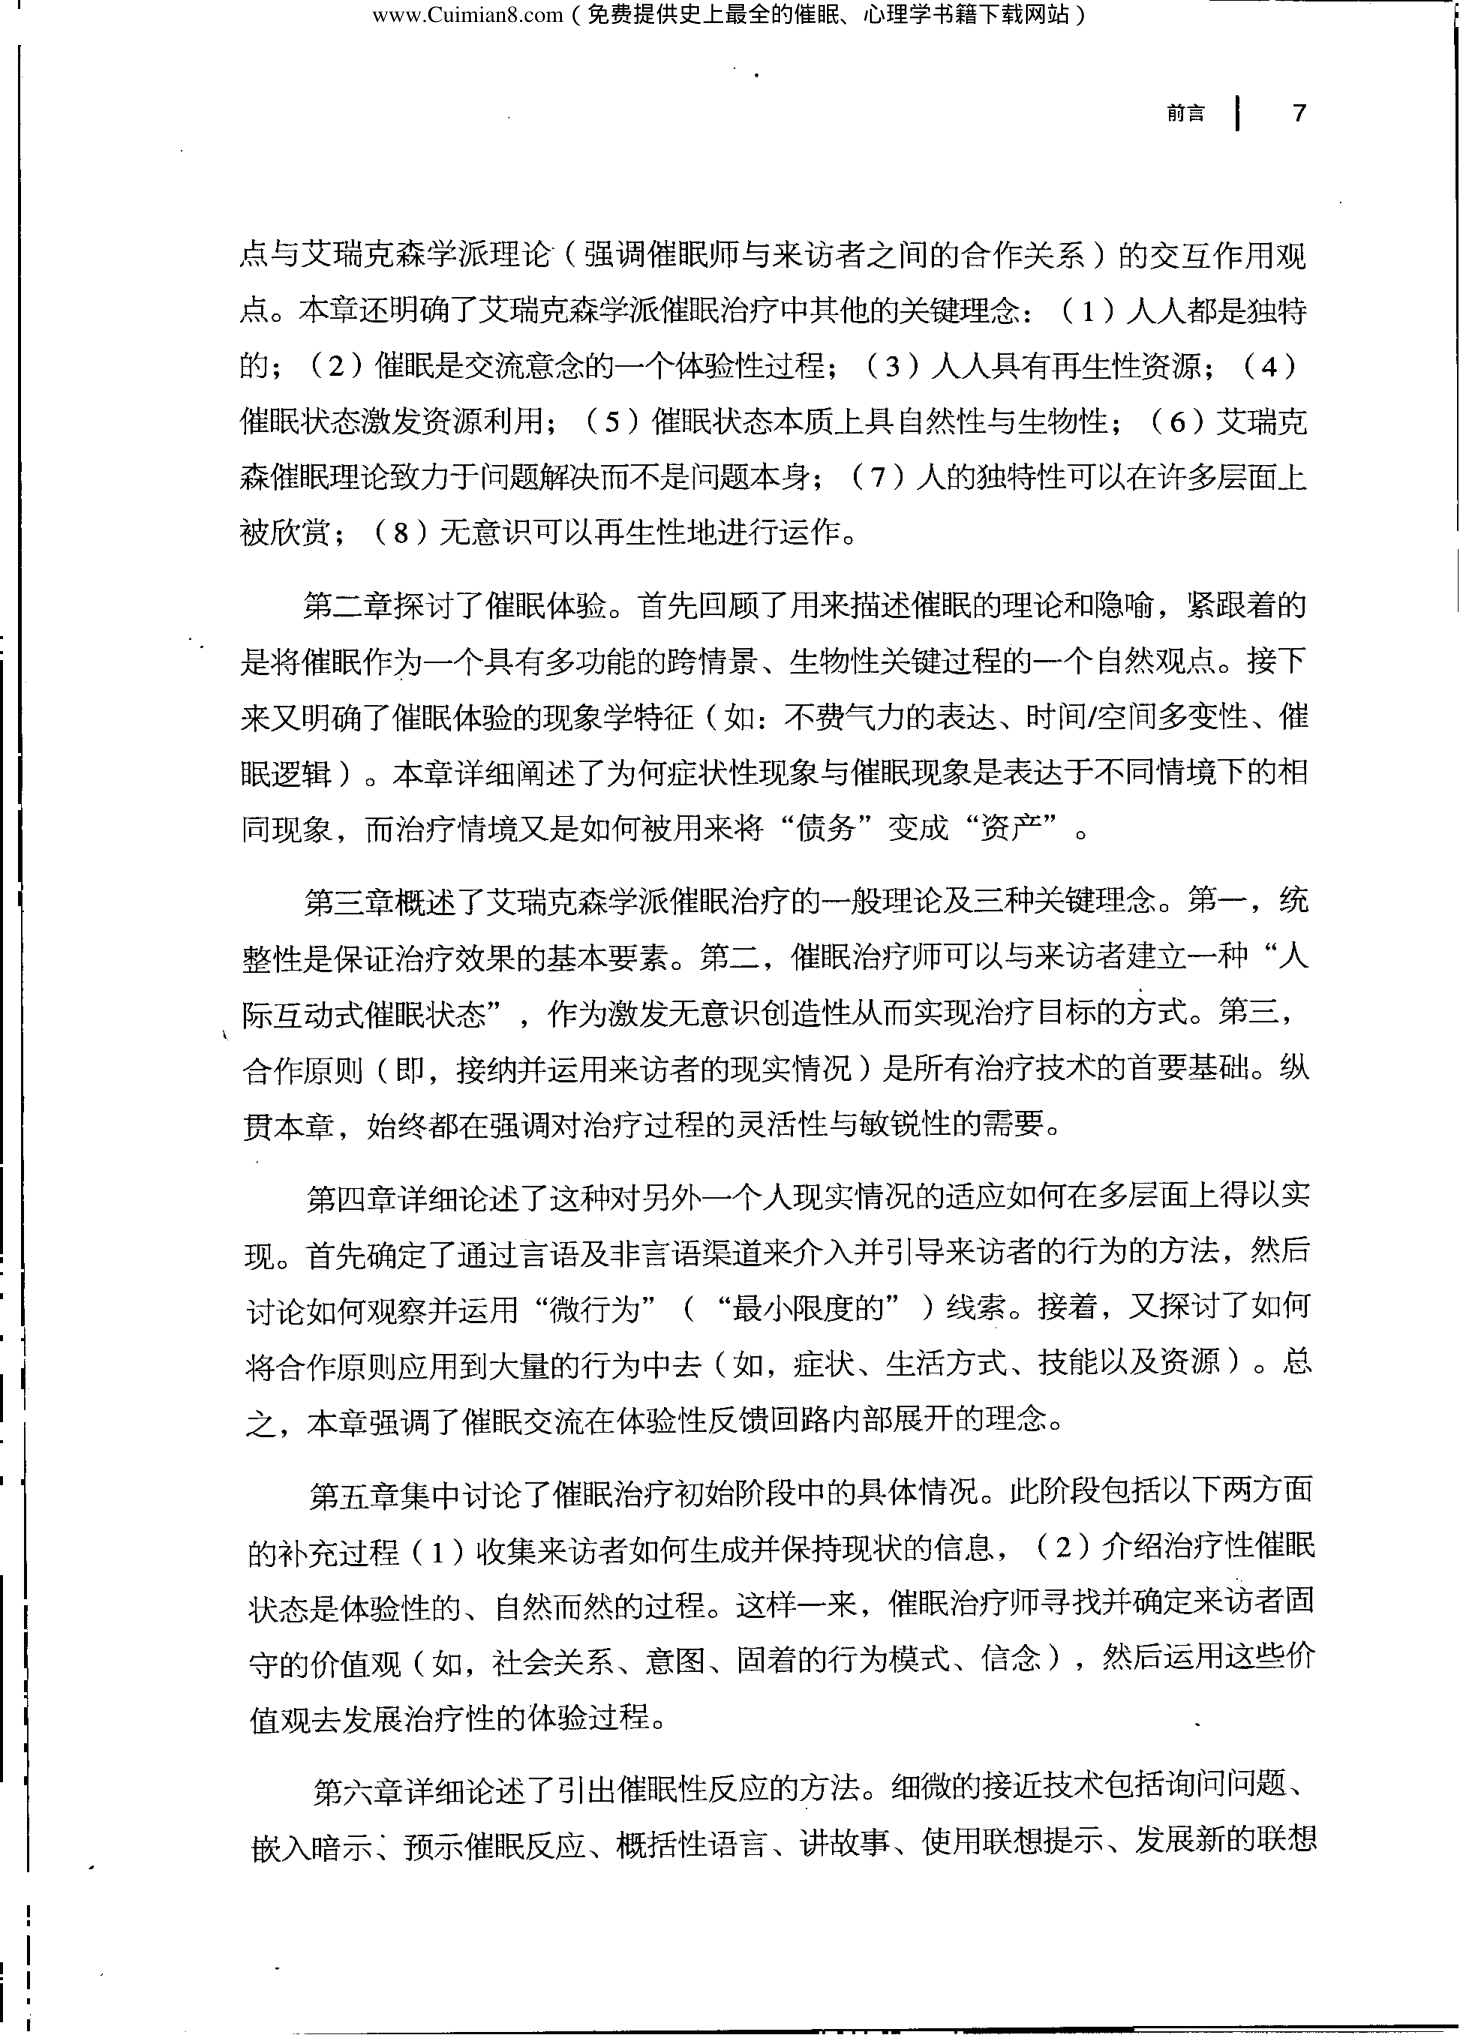 www.Cuimian8.com（免费提供史上最全的催眠、心理学书籍下载网站）
前言 7
点与艾瑞克森学派理论（强调催眠师与来访者之间的合作关系）的交互作用观
点。本章还明确了艾瑞克森学派催眠治疗中其他的关键理念：（1）人人都是独特
的；（2）催眠是交流意念的一个体验性过程；（3）人人具有再生性资源；（4）
催眠状态激发资源利用；（5）催眠状态本质上具自然性与生物性；（6）艾瑞克
森催眠理论致力于问题解决而不是问题本身；（7）人的独特性可以在许多层面上
被欣赏；（8）无意识可以再生性地进行运作。
第二章探讨了催眠体验。首先回顾了用来描述催眠的理论和隐喻，紧跟着的
是将催眠作为一个具有多功能的跨情景、生物性关键过程的一个自然观点。接下
来又明确了催眠体验的现象学特征（如：不费气力的表达、时间/空间多变性、催
眠逻辑）。本章详细阐述了为何症状性现象与催眠现象是表达于不同情境下的相
同现象，而治疗情境又是如何被用来将“债务”变成“资产”。
第三章概述了艾瑞克森学派催眠治疗的一般理论及三种关键理念。第一，统
整性是保证治疗效果的基本要素。第二，催眠治疗师可以与来访者建立一种“人
际互动式催眠状态”，作为激发无意识创造性从而实现治疗目标的方式。第三，
合作原则（即，接纳并运用来访者的现实情况）是所有治疗技术的首要基础。纵
贯本章，始终都在强调对治疗过程的灵活性与敏锐性的需要。
第四章详细论述了这种对另外一个人现实情况的适应如何在多层面上得以实
现。首先确定了通过言语及非言语渠道来介入并引导来访者的行为的方法，然后
讨论如何观察并运用“微行为”（“最小限度的”）线索。接着，又探讨了如何
将合作原则应用到大量的行为中去（如，症状、生活方式、技能以及资源）。总
之，本章强调了催眠交流在体验性反馈回路内部展开的理念。
第五章集中讨论了催眠治疗初始阶段中的具体情况。此阶段包括以下两方面
的补充过程（1）收集来访者如何生成并保持现状的信息，（2）介绍治疗性催眠
状态是体验性的、自然而然的过程。这样一来，催眠治疗师寻找并确定来访者固
守的价值观（如，社会关系、意图、固着的行为模式、信念），然后运用这些价
值观去发展治疗性的体验过程。
第六章详细论述了引出催眠性反应的方法。细微的接近技术包括询问问题、
嵌入暗示、预示催眠反应、概括性语言、讲故事、使用联想提示、发展新的联想